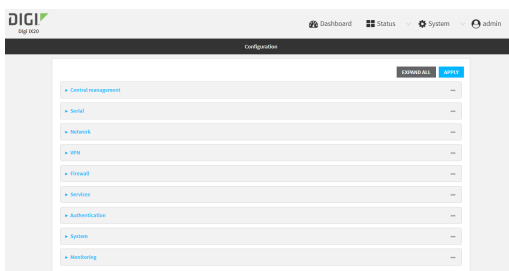 DIGI
Digi IX20
Dashboard
Status
System
admin
Configuration
EXPAND ALL
APPLY
Central management
Serial
Network
VPN
Firewall
Services
Authentication
System
Monitoring